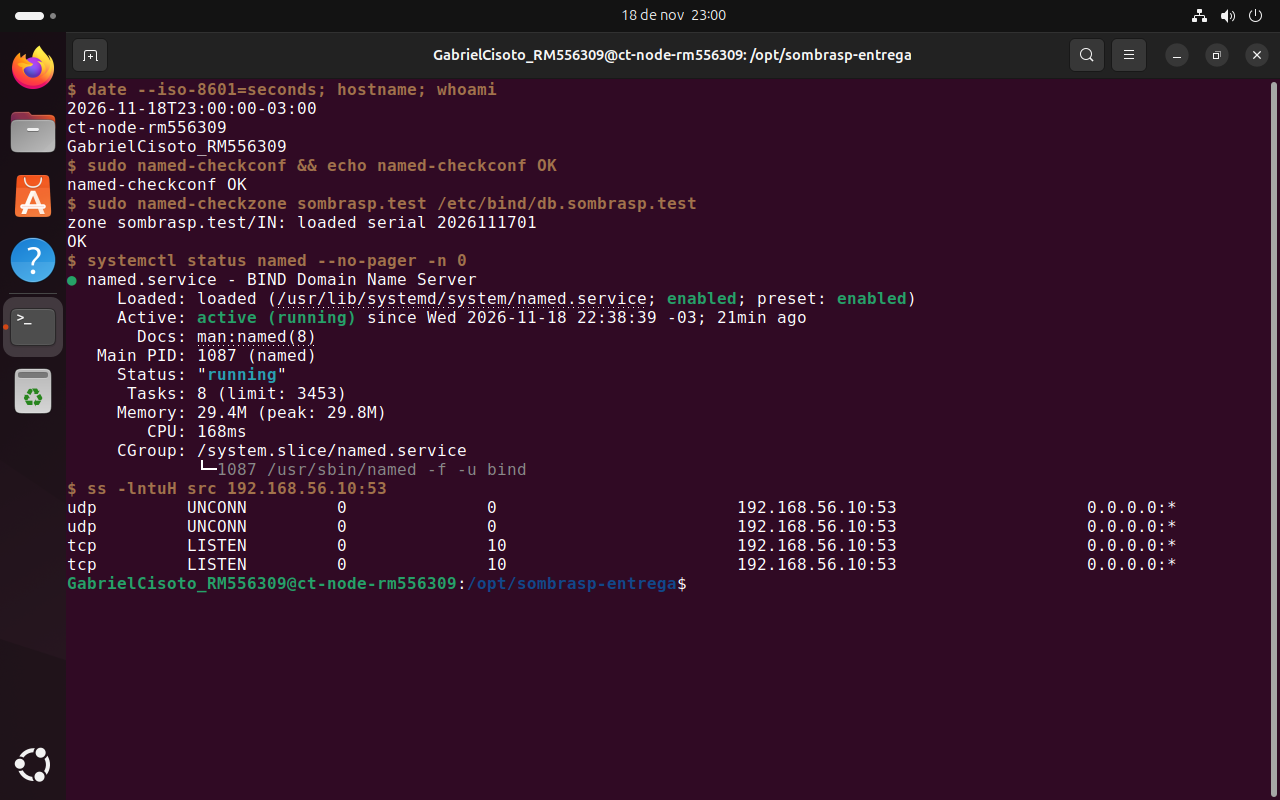 18 de nov 23:00
GabrielCisoto_RM556309@ct-node-rm556309: /opt/sombrasp-entrega
$ date --iso-8601=seconds; hostname; whoami
2026-11-18T23:00:00-03:00
ct-node-rm556309
GabrielCisoto_RM556309
$ sudo named-checkconf && echo named-checkconf OK
named-checkconf OK
$ sudo named-checkzone sombrasp.test /etc/bind/db.sombrasp.test
zone sombrasp.test/IN: loaded serial 2026111701
OK
$ systemctl status named --no-pager -n 0
● named.service - BIND Domain Name Server
Loaded: loaded (/usr/lib/systemd/system/named.service; enabled; preset: enabled)
Active: active (running) since Wed 2026-11-18 22:38:39 -03; 21min ago
Docs: man:named(8)
Main PID: 1087 (named)
Status: "running"
Tasks: 8 (limit: 3453)
Memory: 29.4M (peak: 29.8M)
CPU: 168ms
CGroup: /system.slice/named.service
└─1087 /usr/sbin/named -f -u bind
$ ss -lntuH src 192.168.56.10:53
udp UNCONN 0 0 192.168.56.10:53 0.0.0.0:*
udp UNCONN 0 0 192.168.56.10:53 0.0.0.0:*
tcp LISTEN 0 10 192.168.56.10:53 0.0.0.0:*
tcp LISTEN 0 10 192.168.56.10:53 0.0.0.0:*
GabrielCisoto_RM556309@ct-node-rm556309:/opt/sombrasp-entrega$